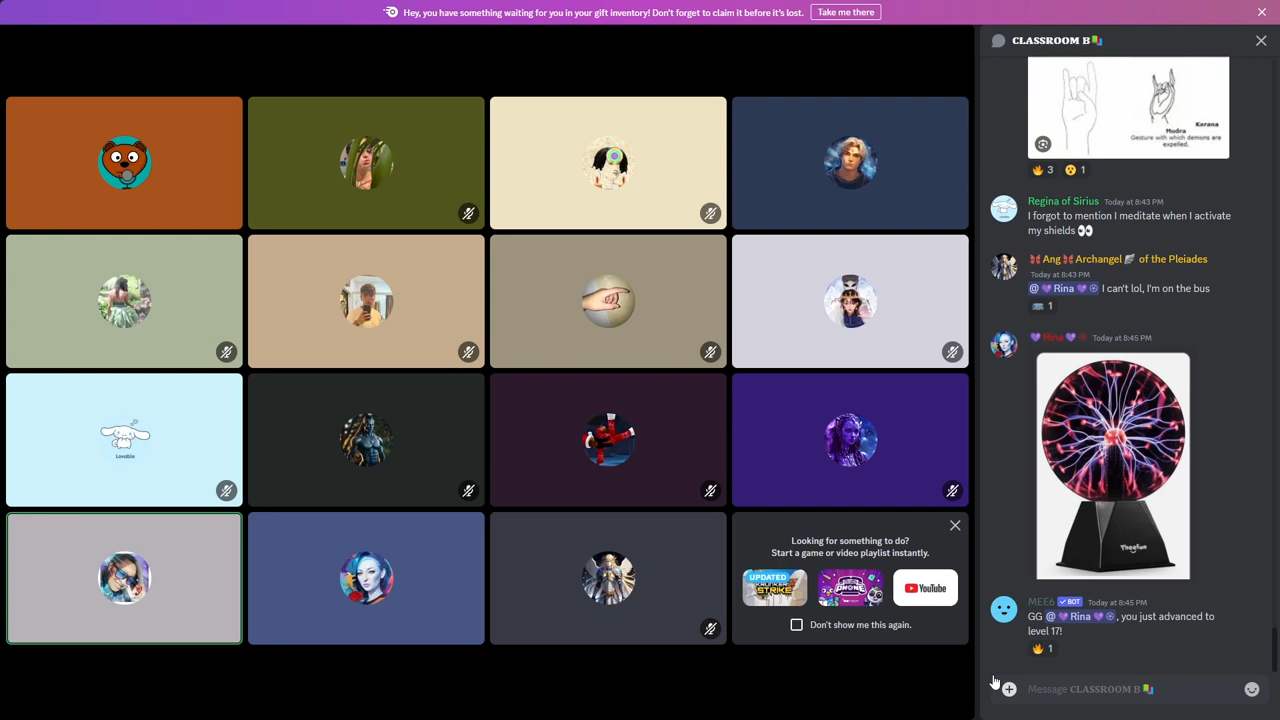 Hey, you have something waiting for you in your gift inventory! Don't forget to claim it before it's lost.
Take me there
CLASSROOM B
Mudra
Karana
Gesture with which demons are
expelled.
🔥 3 😮 1
Regina of Sirius Today at 8:43 PM
I forgot to mention I meditate when I activate
my shields 👀
Ang Archangel of the Pleiades
Today at 8:43 PM
@💜Rina💜 I can't lol, I'm on the bus
1
💜Rina💜 Today at 8:45 PM
Theefun
MEE6 ✓ BOT Today at 8:45 PM
GG @💜Rina💜, you just advanced to
level 17!
🔥 1
Message CLASSROOM B
Lovable
Looking for something to do?
Start a game or video playlist instantly.
UPDATED
STRIKE
PHONE
YouTube
Don't show me this again.